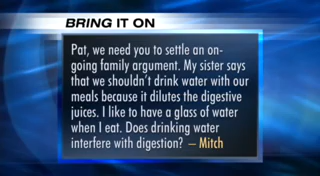 BRING IT ON
Pat, we need you to settle an on-
going family argument. My sister says
that we shouldn't drink water with our
meals because it dilutes the digestive
juices. I like to have a glass of water
when I eat. Does drinking water
interfere with digestion? – Mitch